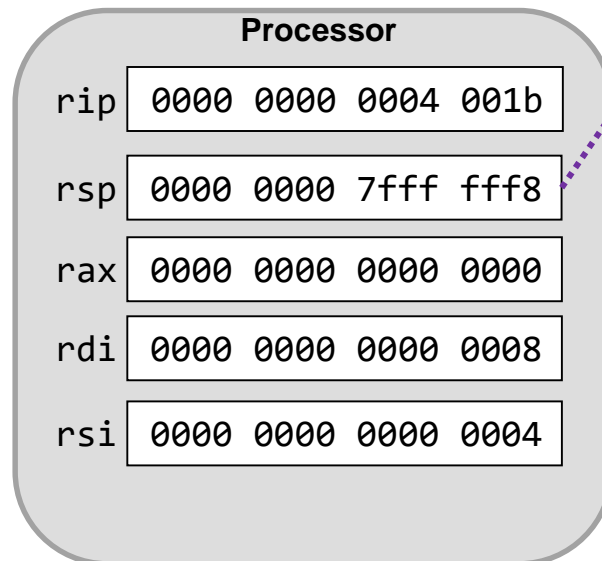 Processor
rip 0000 0000 0004 001b
rsp 0000 0000 7fff fff8
rax 0000 0000 0000 0000
rdi 0000 0000 0000 0008
rsi 0000 0000 0000 0004